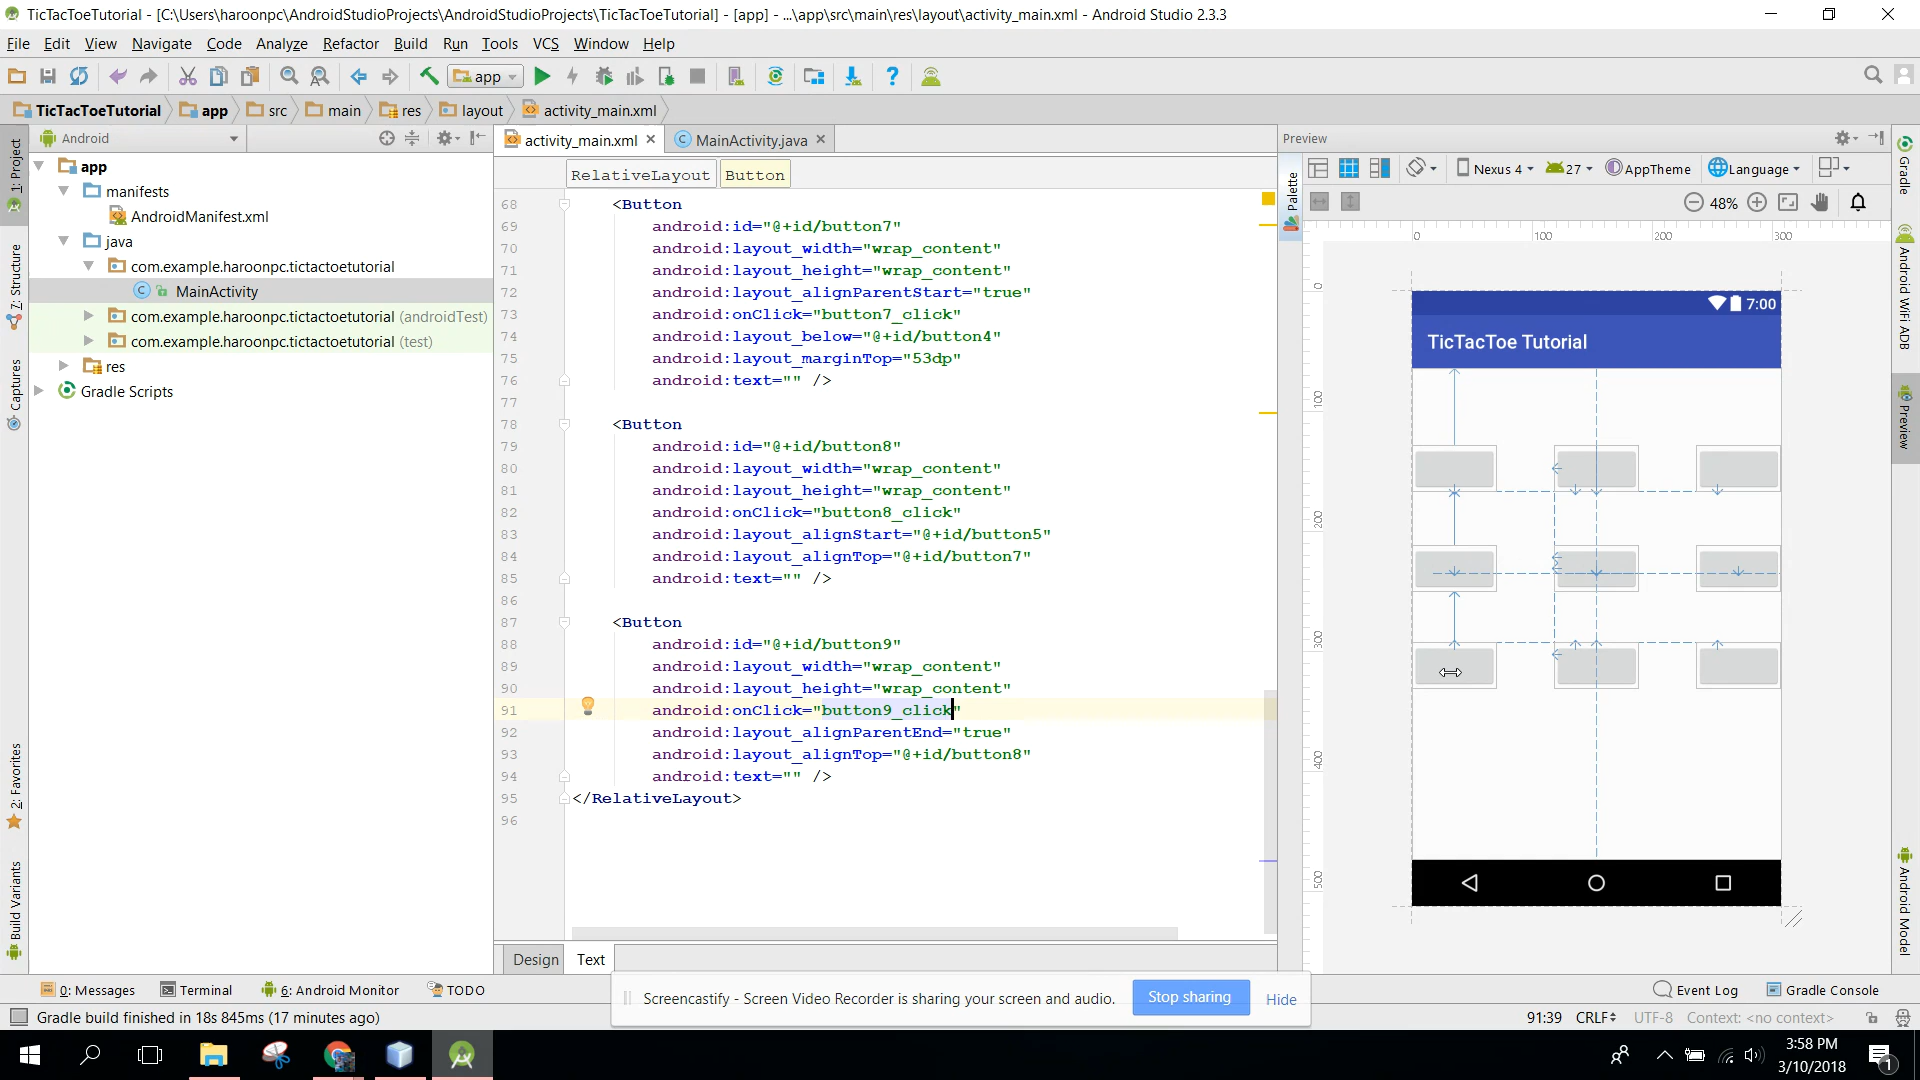 TicTacToeTutorial - [C:\Users\haroonpc\AndroidStudioProjects\AndroidStudioProjects\TicTacToeTutorial] - [app] - ...\app\src\main\res\layout\activity_main.xml - Android Studio 2.3.3
File Edit View Navigate Code Analyze Refactor Build Run Tools VCS Window Help
app
TicTacToeTutorial app src main res layout activity_main.xml
1: Project
7: Structure
Captures
2: Favorites
Build Variants
Android
app
manifests
AndroidManifest.xml
java
com.example.haroonpc.tictactoetutorial
MainActivity
com.example.haroonpc.tictactoetutorial (androidTest)
com.example.haroonpc.tictactoetutorial (test)
res
Gradle Scripts
activity_main.xml MainActivity.java
RelativeLayout Button
68 <Button
69 android:id="@+id/button7"
70 android:layout_width="wrap_content"
71 android:layout_height="wrap_content"
72 android:layout_alignParentStart="true"
73 android:onClick="button7_click"
74 android:layout_below="@+id/button4"
75 android:layout_marginTop="53dp"
76 android:text="" />
77
78 <Button
79 android:id="@+id/button8"
80 android:layout_width="wrap_content"
81 android:layout_height="wrap_content"
82 android:onClick="button8_click"
83 android:layout_alignStart="@+id/button5"
84 android:layout_alignTop="@+id/button7"
85 android:text="" />
86
87 <Button
88 android:id="@+id/button9"
89 android:layout_width="wrap_content"
90 android:layout_height="wrap_content"
91 android:onClick="button9_click"
92 android:layout_alignParentEnd="true"
93 android:layout_alignTop="@+id/button8"
94 android:text="" />
95 </RelativeLayout>
96
Design Text
Preview
Palette
Nexus 4 27 AppTheme Language
48%
0 100 200 300
0
100
200
300
400
500
7:00
TicTacToe Tutorial
Gradle
Android WiFi ADB
Preview
Android Model
0: Messages Terminal 6: Android Monitor TODO
Event Log Gradle Console
Screencastify - Screen Video Recorder is sharing your screen and audio. Stop sharing Hide
Gradle build finished in 18s 845ms (17 minutes ago)
91:39 CRLF UTF-8 Context: <no context>
3:58 PM
3/10/2018
1